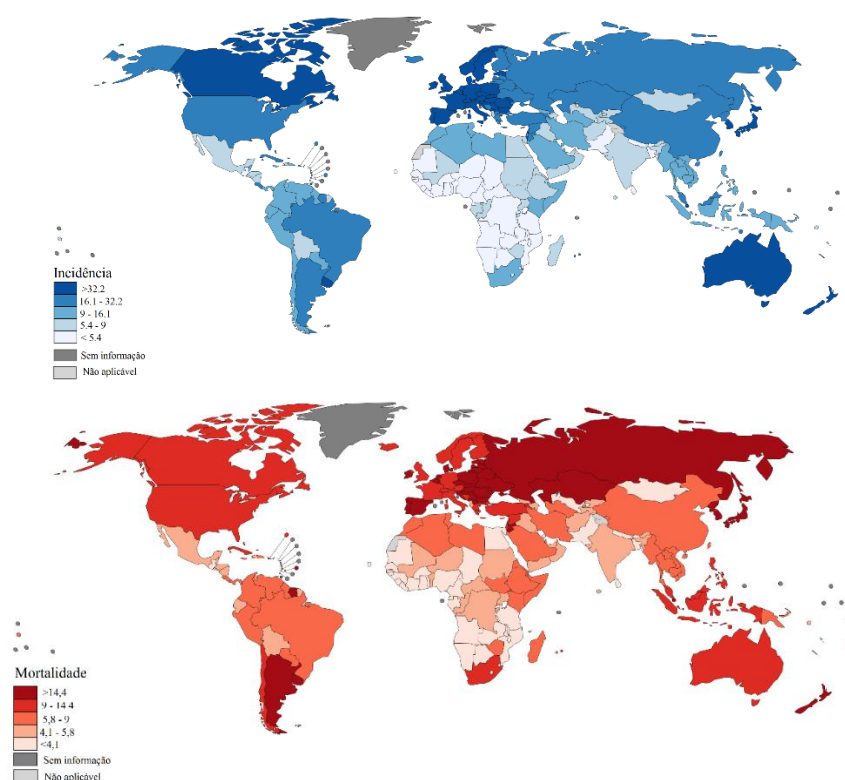 Incidência
>32.2
16.1 - 32.2
9 - 16.1
5.4 - 9
< 5.4
Sem informação
Não aplicável
Mortalidade
>14,4
9 - 14 4
5,8 - 9
4,1 - 5,8
<4,1
Sem informação
Não aplicável